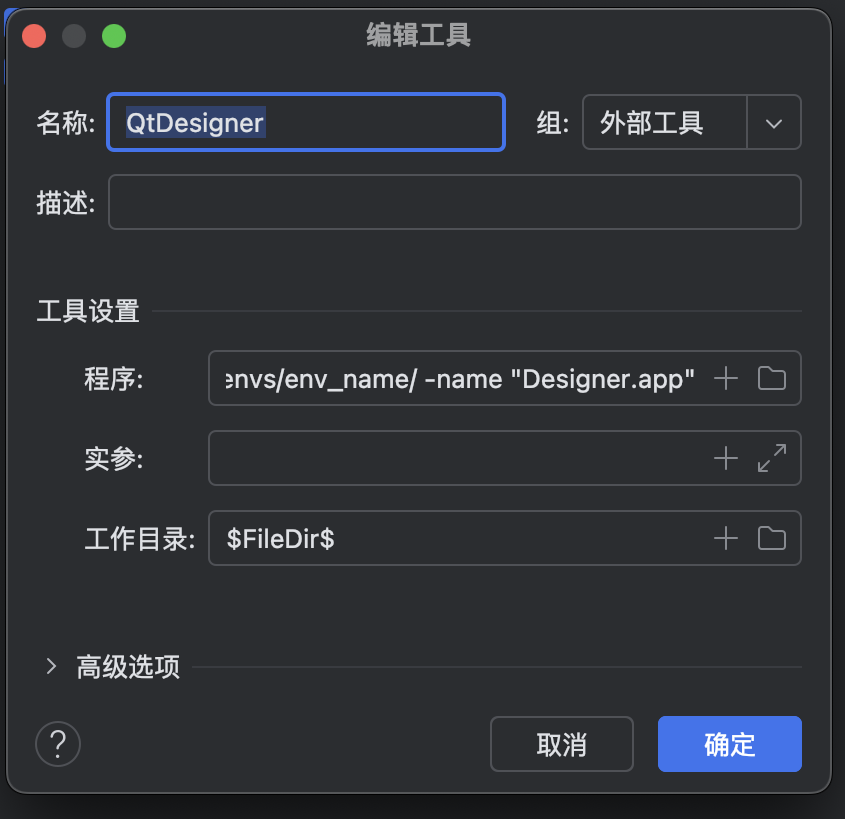 编辑工具
名称: QtDesigner 组: 外部工具
描述:
工具设置
程序: envs/env_name/ -name "Designer.app"
实参:
工作目录: $FileDir$
高级选项
? 取消 确定